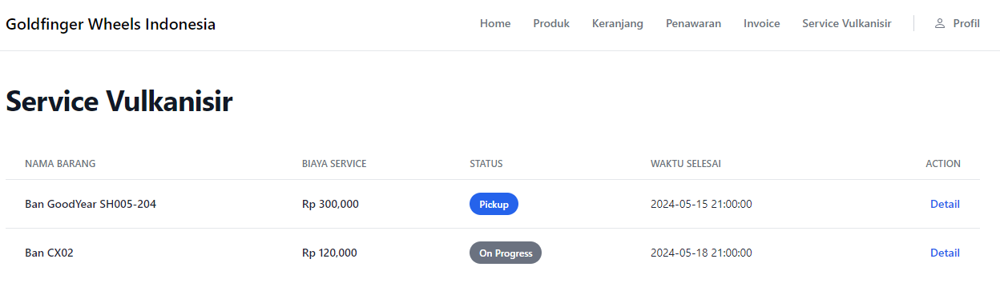 Goldfinger Wheels Indonesia Home Produk Keranjang Penawaran Invoice Service Vulkanisir Profil
Service Vulkanisir
NAMA BARANG BIAYA SERVICE STATUS WAKTU SELESAI ACTION
Ban GoodYear SH005-204 Rp 300,000 Pickup 2024-05-15 21:00:00 Detail
Ban CX02 Rp 120,000 On Progress 2024-05-18 21:00:00 Detail